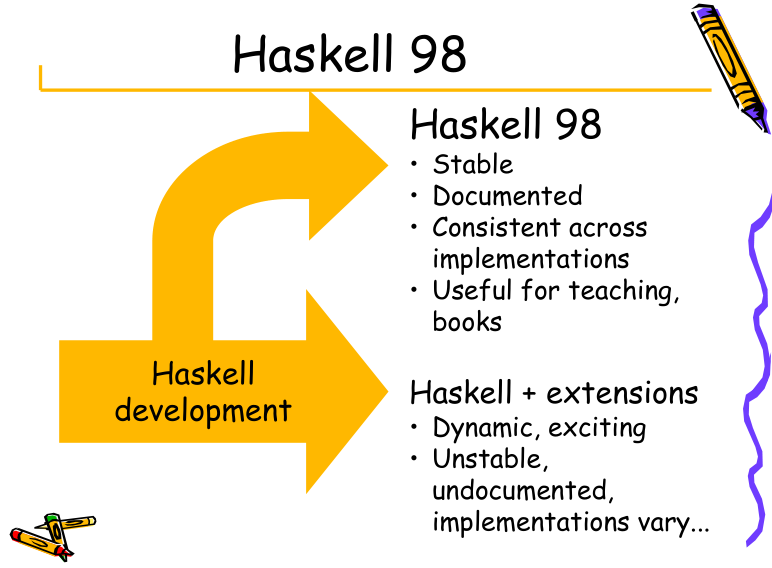 Haskell 98
Haskell 98
• Stable
• Documented
• Consistent across
implementations
• Useful for teaching,
books
Haskell
development
Haskell + extensions
• Dynamic, exciting
• Unstable,
undocumented,
implementations vary...